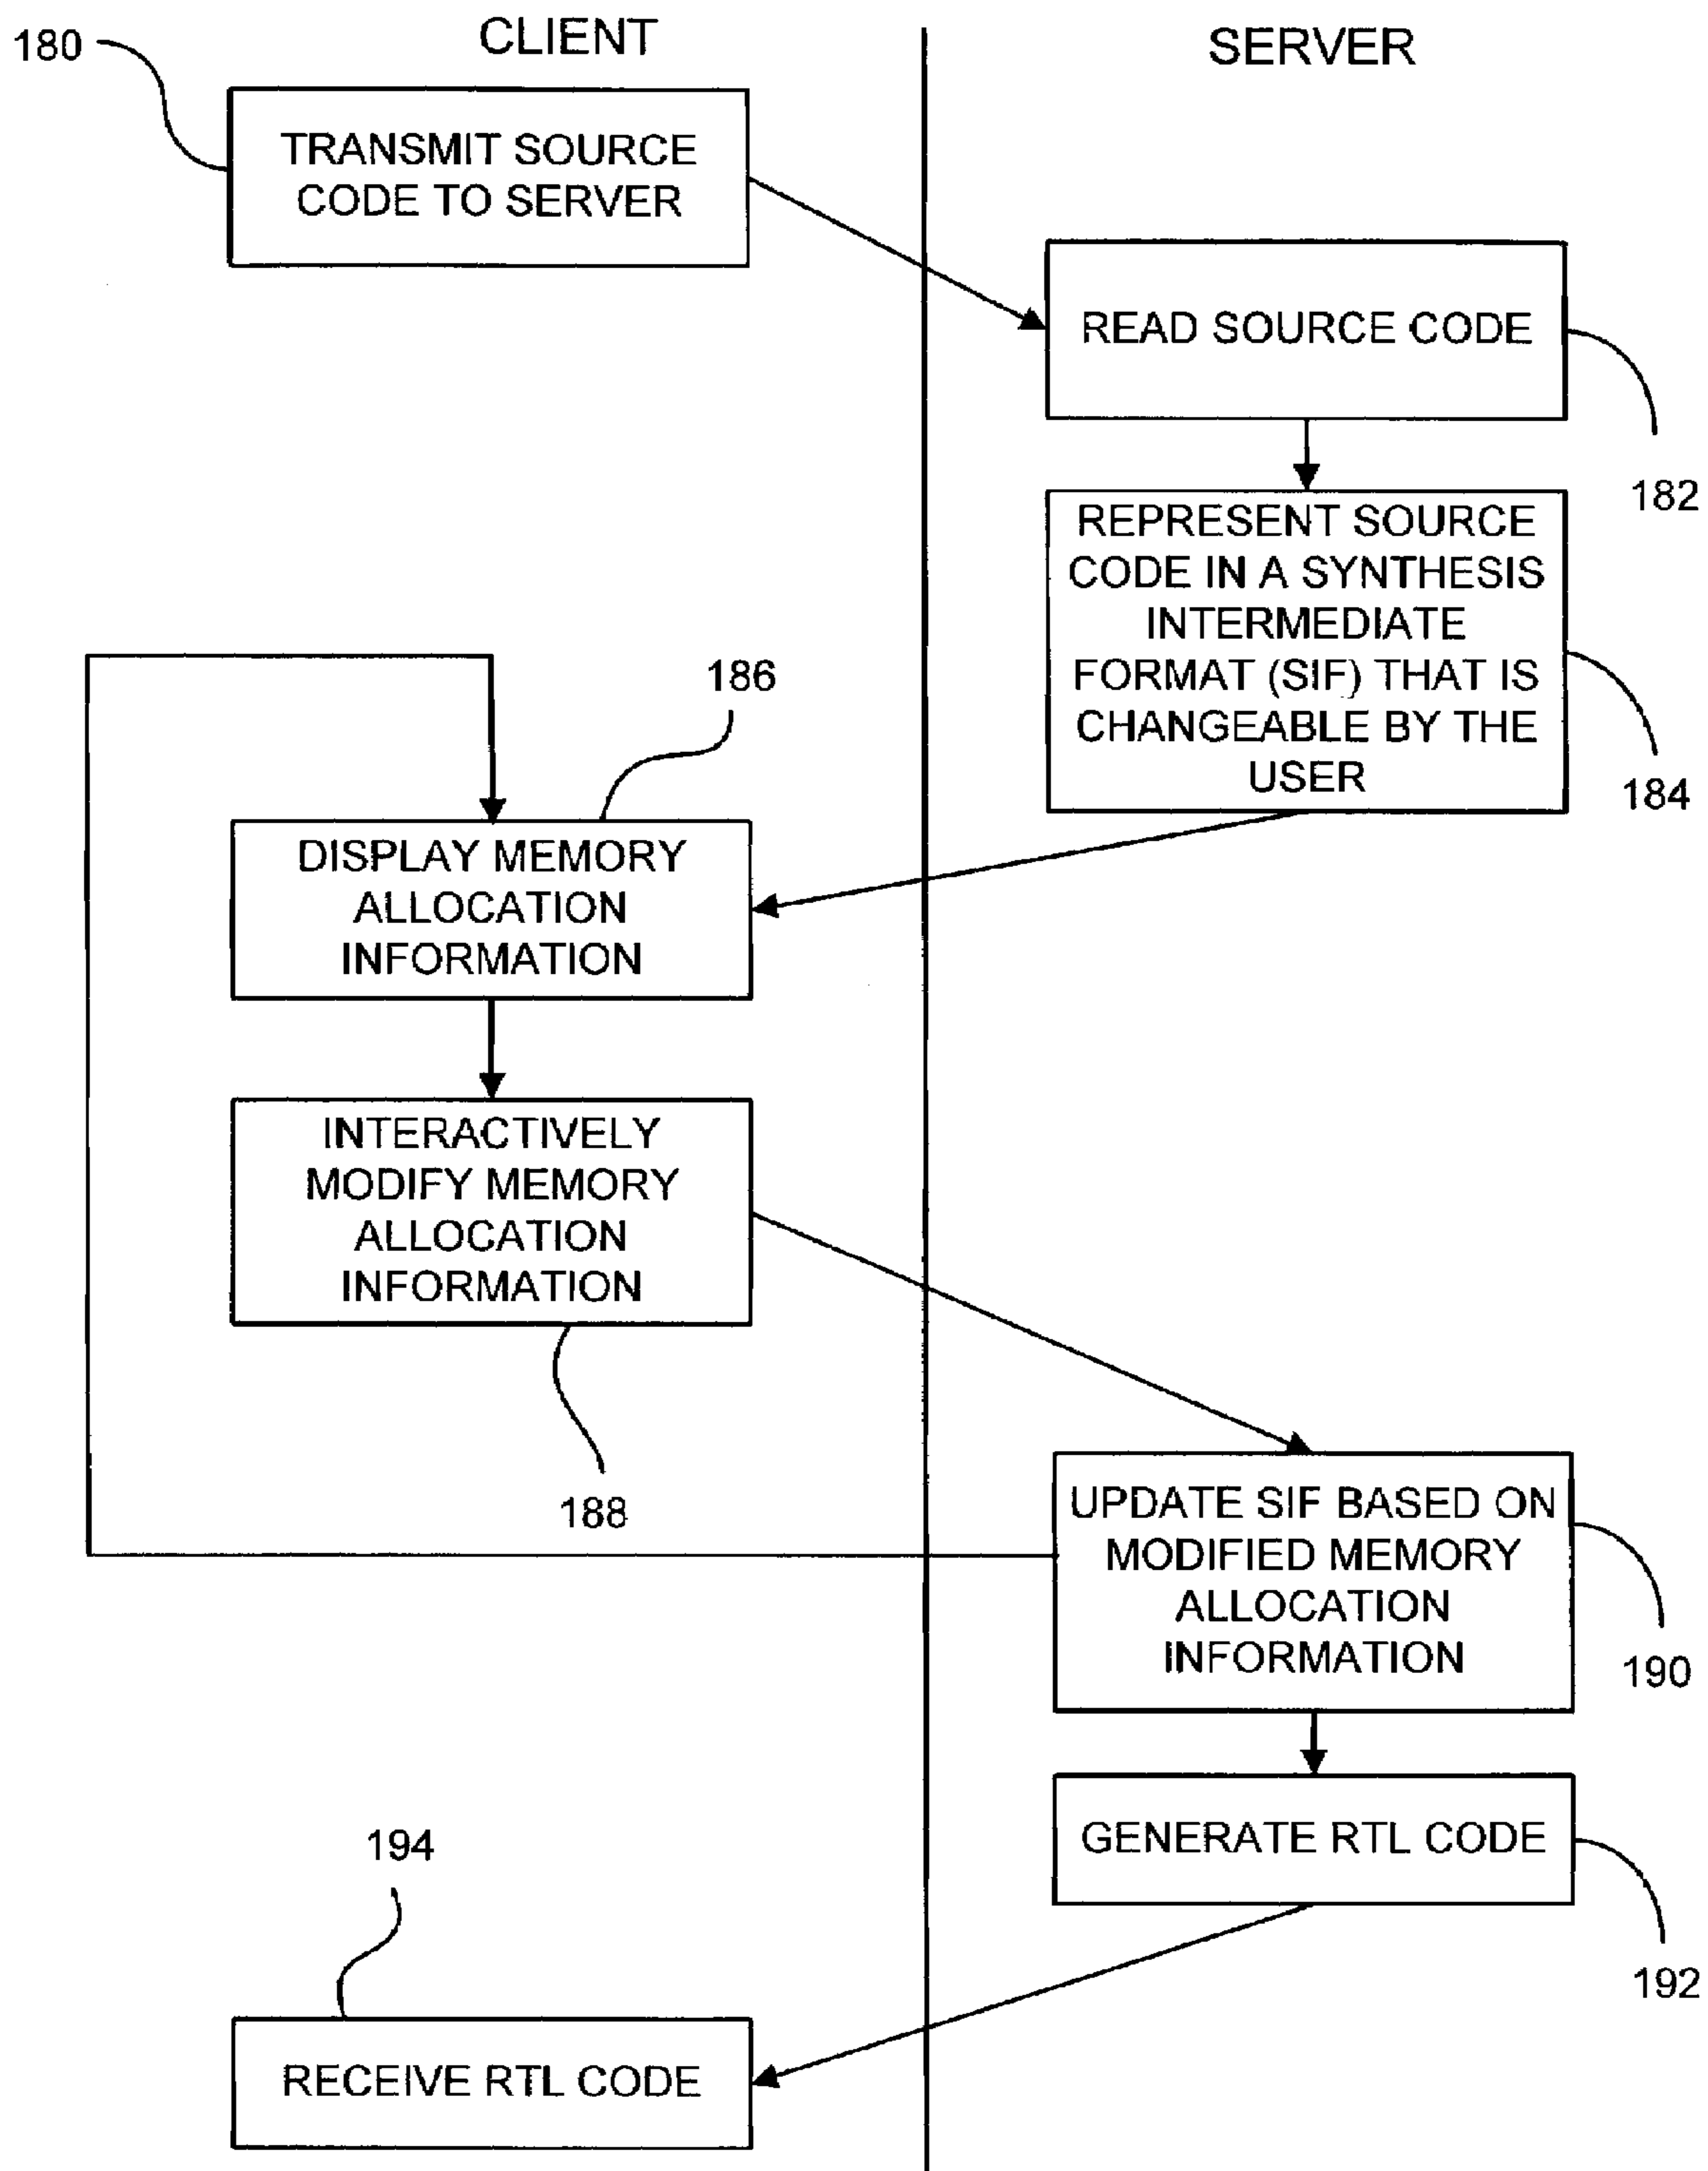 CLIENT
SERVER
180
TRANSMIT SOURCE
CODE TO SERVER
READ SOURCE CODE
182
REPRESENT SOURCE
CODE IN A SYNTHESIS
INTERMEDIATE
FORMAT (SIF) THAT IS
CHANGEABLE BY THE
USER
184
186
DISPLAY MEMORY
ALLOCATION
INFORMATION
INTERACTIVELY
MODIFY MEMORY
ALLOCATION
INFORMATION
188
UPDATE SIF BASED ON
MODIFIED MEMORY
ALLOCATION
INFORMATION
190
GENERATE RTL CODE
192
194
RECEIVE RTL CODE